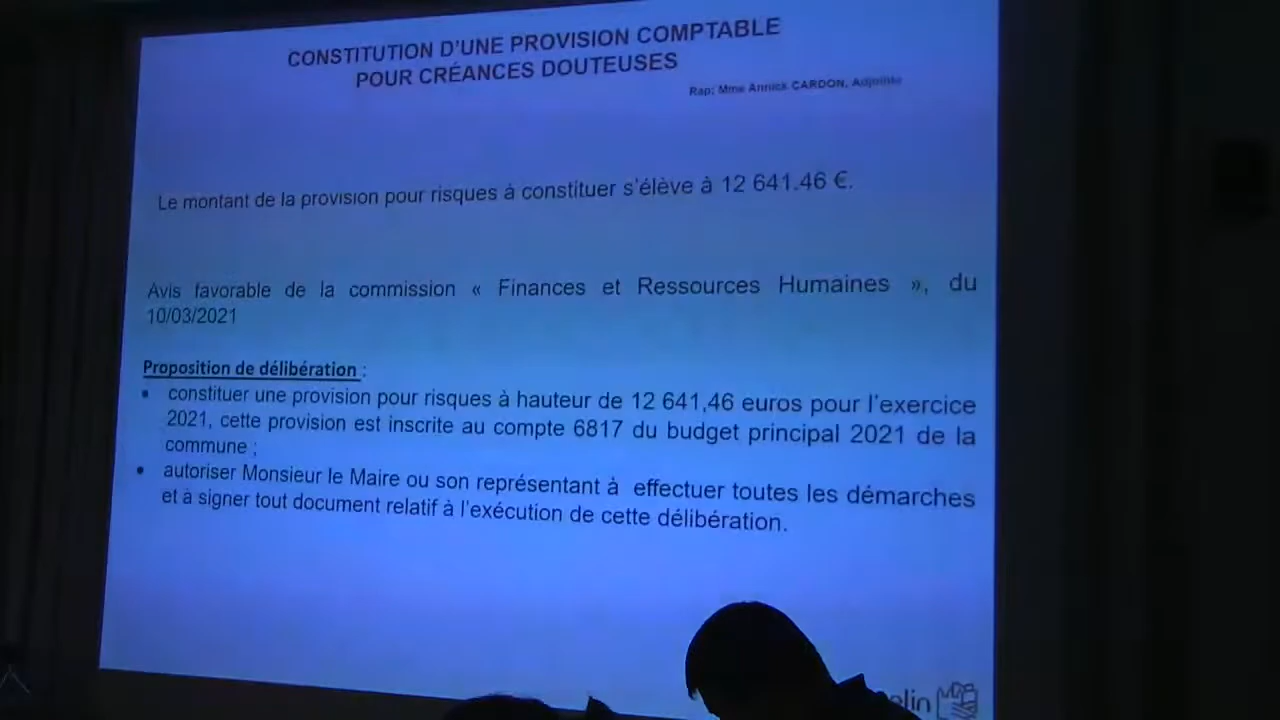 CONSTITUTION D'UNE PROVISION COMPTABLE
POUR CRÉANCES DOUTEUSES
Rap: Mme Annick CARDON, Adjointe
Le montant de la provision pour risques à constituer s'élève à 12 641.46 €.
Avis favorable de la commission « Finances et Ressources Humaines », du
10/03/2021
Proposition de délibération :
▪ constituer une provision pour risques à hauteur de 12 641,46 euros pour l'exercice
2021, cette provision est inscrite au compte 6817 du budget principal 2021 de la
commune ;
• autoriser Monsieur le Maire ou son représentant à effectuer toutes les démarches
et à signer tout document relatif à l'exécution de cette délibération.